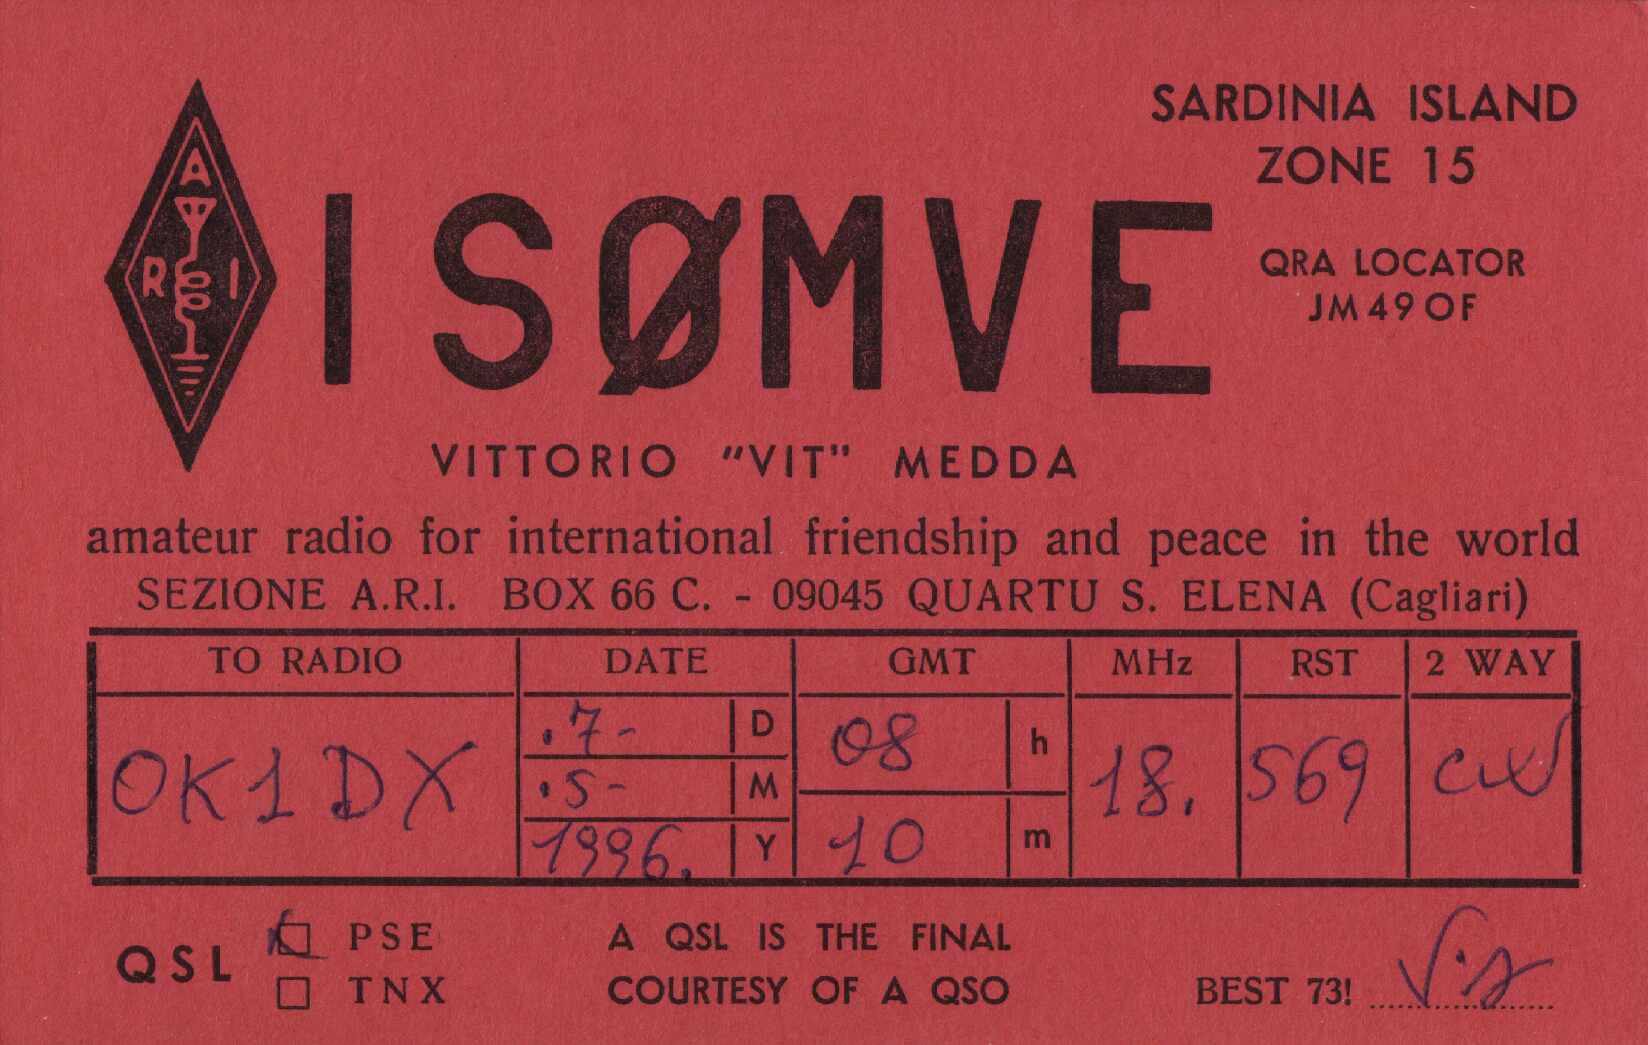 SARDINIA ISLAND
ZONE 15
A
R I
ISØMVE
QRA LOCATOR
JM49OF
VITTORIO "VIT" MEDDA
amateur radio for international friendship and peace in the world
SEZIONE A.R.I. BOX 66 C. - 09045 QUARTU S. ELENA (Cagliari)
TO RADIO DATE GMT MHz RST 2 WAY
OK1DX .7- D 08 h 18. 569 CW
.5- M
1996. Y 10 m
QSL PSE
TNX
A QSL IS THE FINAL
COURTESY OF A QSO
BEST 73! Vit